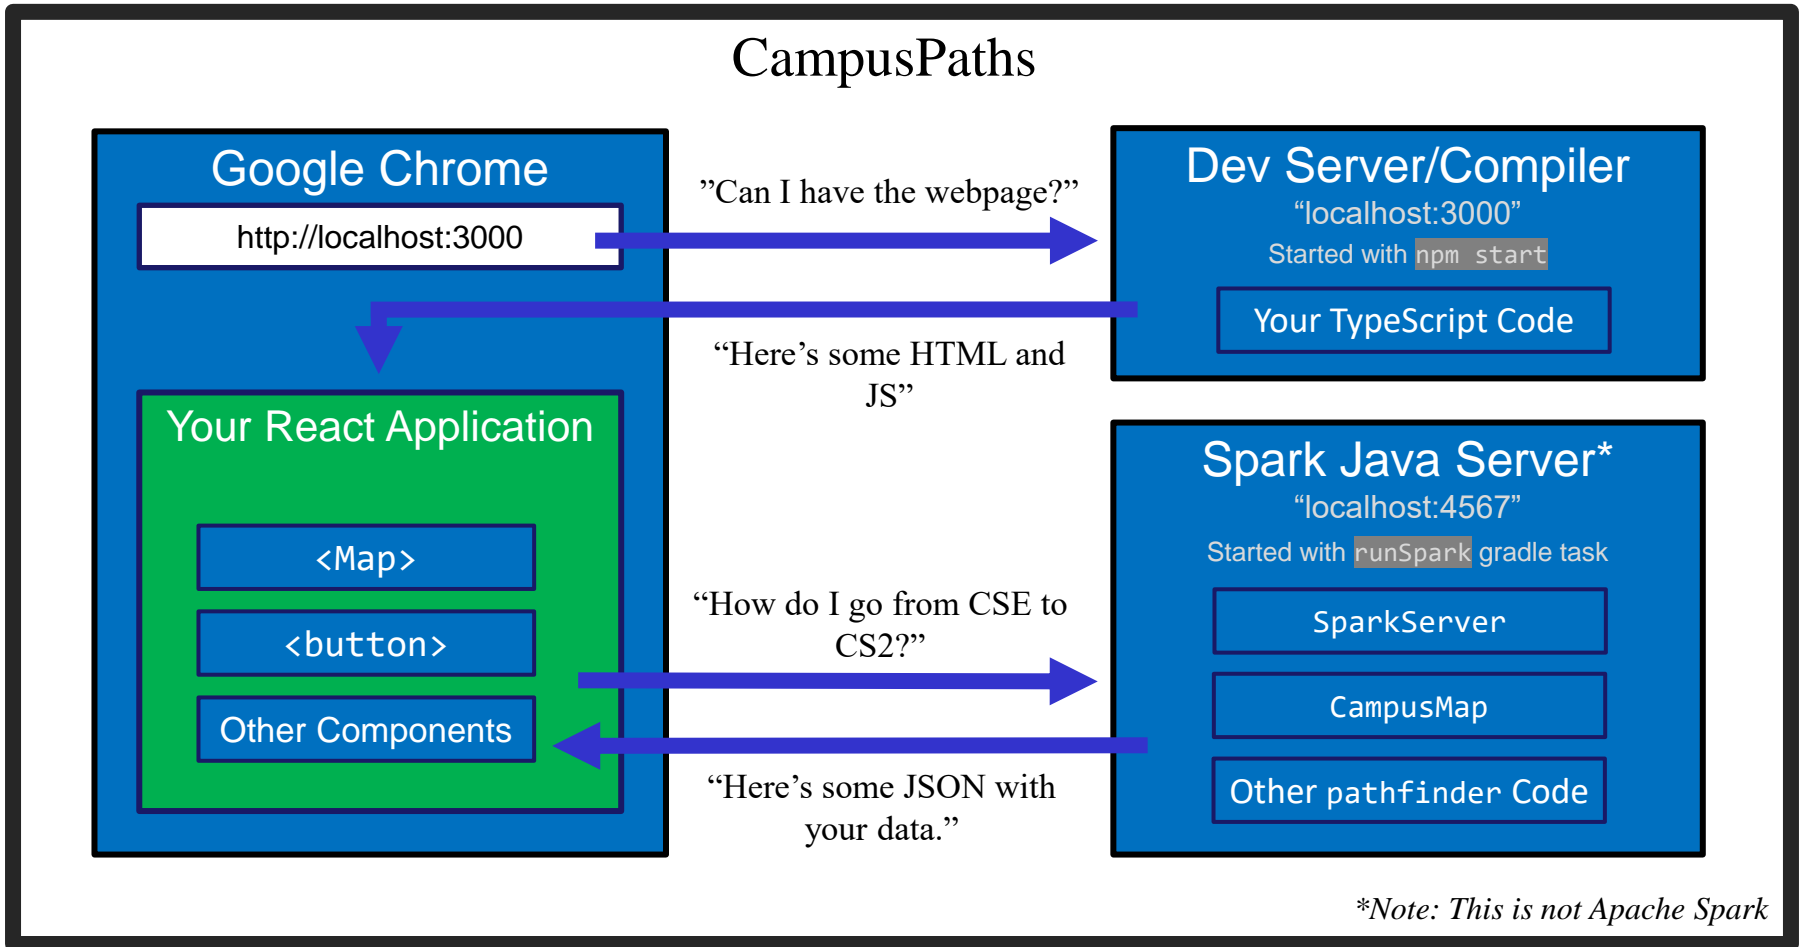 CampusPaths
Google Chrome
http://localhost:3000
”Can I have the webpage?”
Dev Server/Compiler
“localhost:3000”
Started with npm start
Your TypeScript Code
“Here’s some HTML and
JS”
Your React Application
<Map>
<button>
Other Components
“How do I go from CSE to
CS2?”
“Here’s some JSON with
your data.”
Spark Java Server*
“localhost:4567”
Started with runSpark gradle task
SparkServer
CampusMap
Other pathfinder Code
*Note: This is not Apache Spark